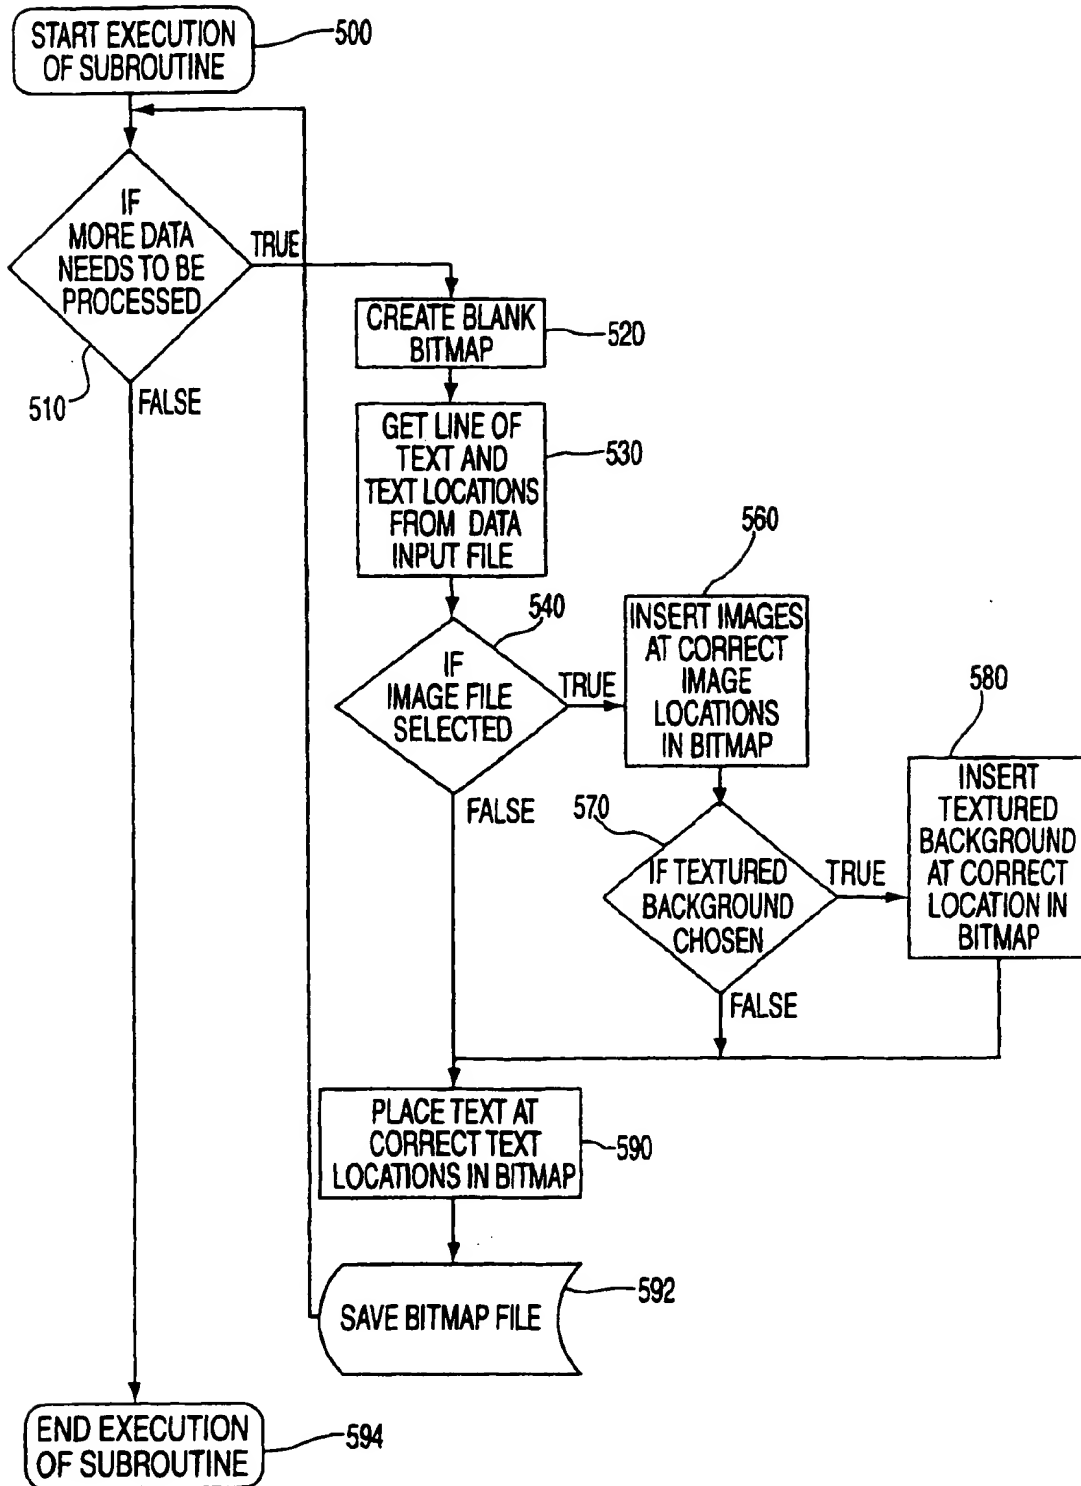 START EXECUTION
OF SUBROUTINE
500
IF
MORE DATA
NEEDS TO BE
PROCESSED
TRUE
510
FALSE
CREATE BLANK
BITMAP
520
GET LINE OF
TEXT AND
TEXT LOCATIONS
FROM DATA
INPUT FILE
530
540
IF
IMAGE FILE
SELECTED
TRUE
FALSE
560
INSERT IMAGES
AT CORRECT
IMAGE
LOCATIONS
IN BITMAP
570
IF TEXTURED
BACKGROUND
CHOSEN
TRUE
FALSE
580
INSERT
TEXTURED
BACKGROUND
AT CORRECT
LOCATION IN
BITMAP
PLACE TEXT AT
CORRECT TEXT
LOCATIONS IN BITMAP
590
SAVE BITMAP FILE
592
END EXECUTION
OF SUBROUTINE
594